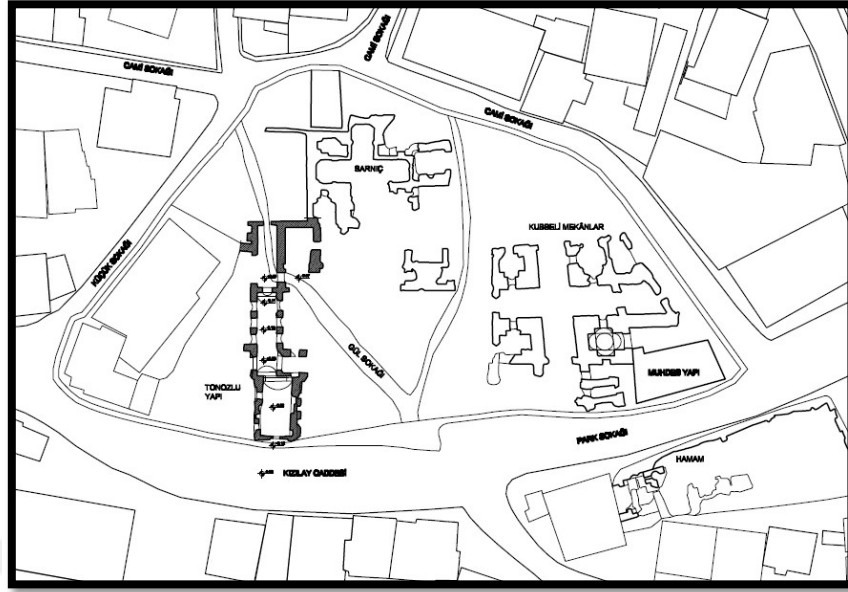 CAMİ SOKAĞI
CAMİ SOKAĞI
CAMİ SOKAĞI
SARNIÇ
KUBBELİ MEKÂNLAR
KÜÇÜK SOKAĞI
GÜL SOKAĞI
TONOZLU
YAPI
MUHDES YAPI
PARK SOKAĞI
HAMAM
KIZILAY CADDESİ